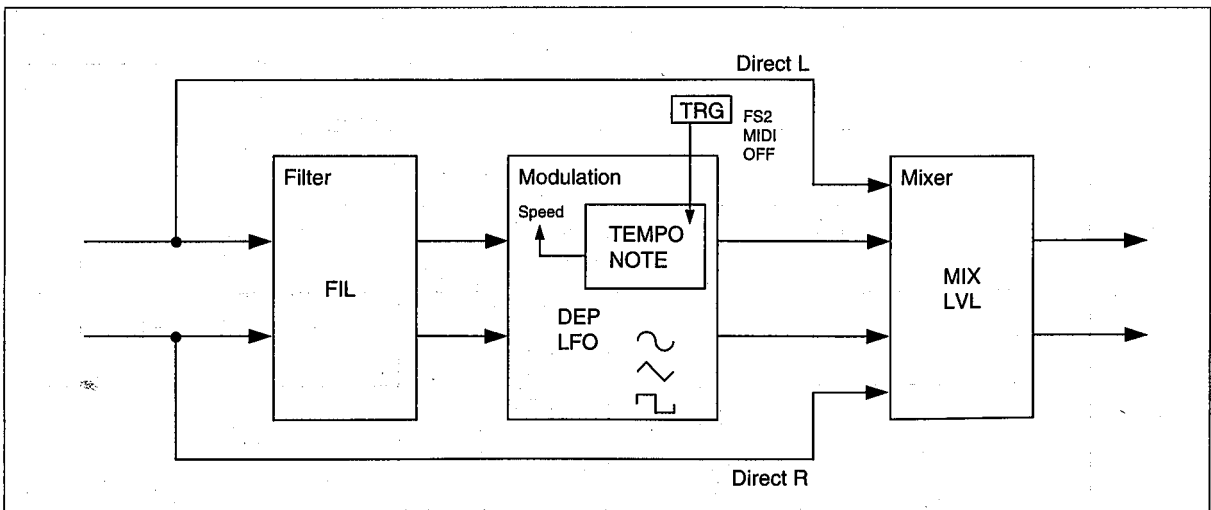 Direct L
TRG
FS2
MIDI
OFF
Filter
FIL
Modulation
Speed
TEMPO
NOTE
DEP
LFO
Mixer
MIX
LVL
Direct R